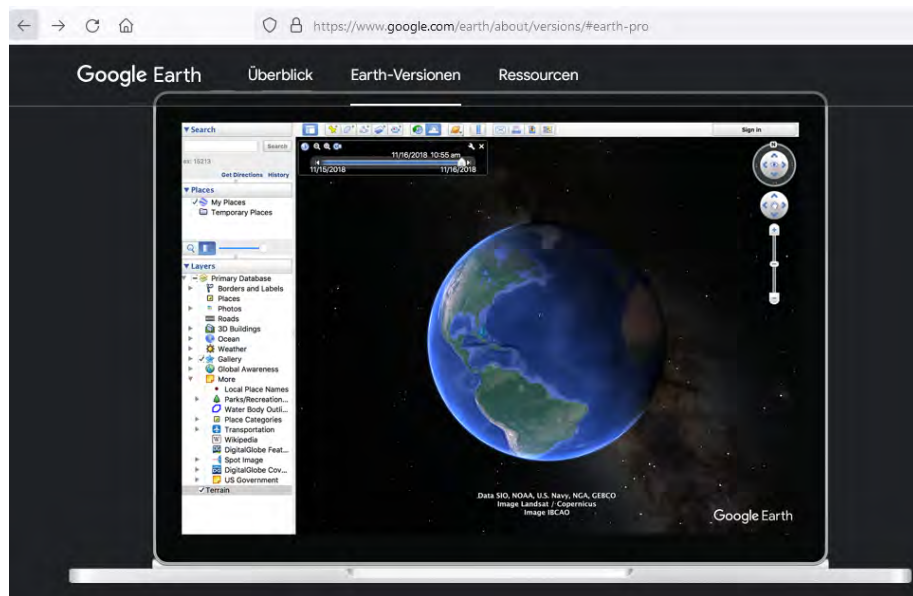 https://www.google.com/earth/about/versions/#earth-pro
Google Earth Überblick Earth-Versionen Ressourcen
▼ Search
Search
ex: 15213
Get Directions History
▼ Places
My Places
Temporary Places
▼ Layers
Primary Database
Borders and Labels
Places
Photos
Roads
3D Buildings
Ocean
Weather
Gallery
Global Awareness
More
Local Place Names
Parks/Recreation...
Water Body Outli...
Place Categories
Transportation
Wikipedia
DigitalGlobe Feat...
Spot Image
DigitalGlobe Cov...
US Government
Terrain
Sign in
11/16/2018 10:55 am
11/15/2018 11/16/2018
N
Data SIO, NOAA, U.S. Navy, NGA, GEBCO
Image Landsat / Copernicus
Image IBCAO
Google Earth